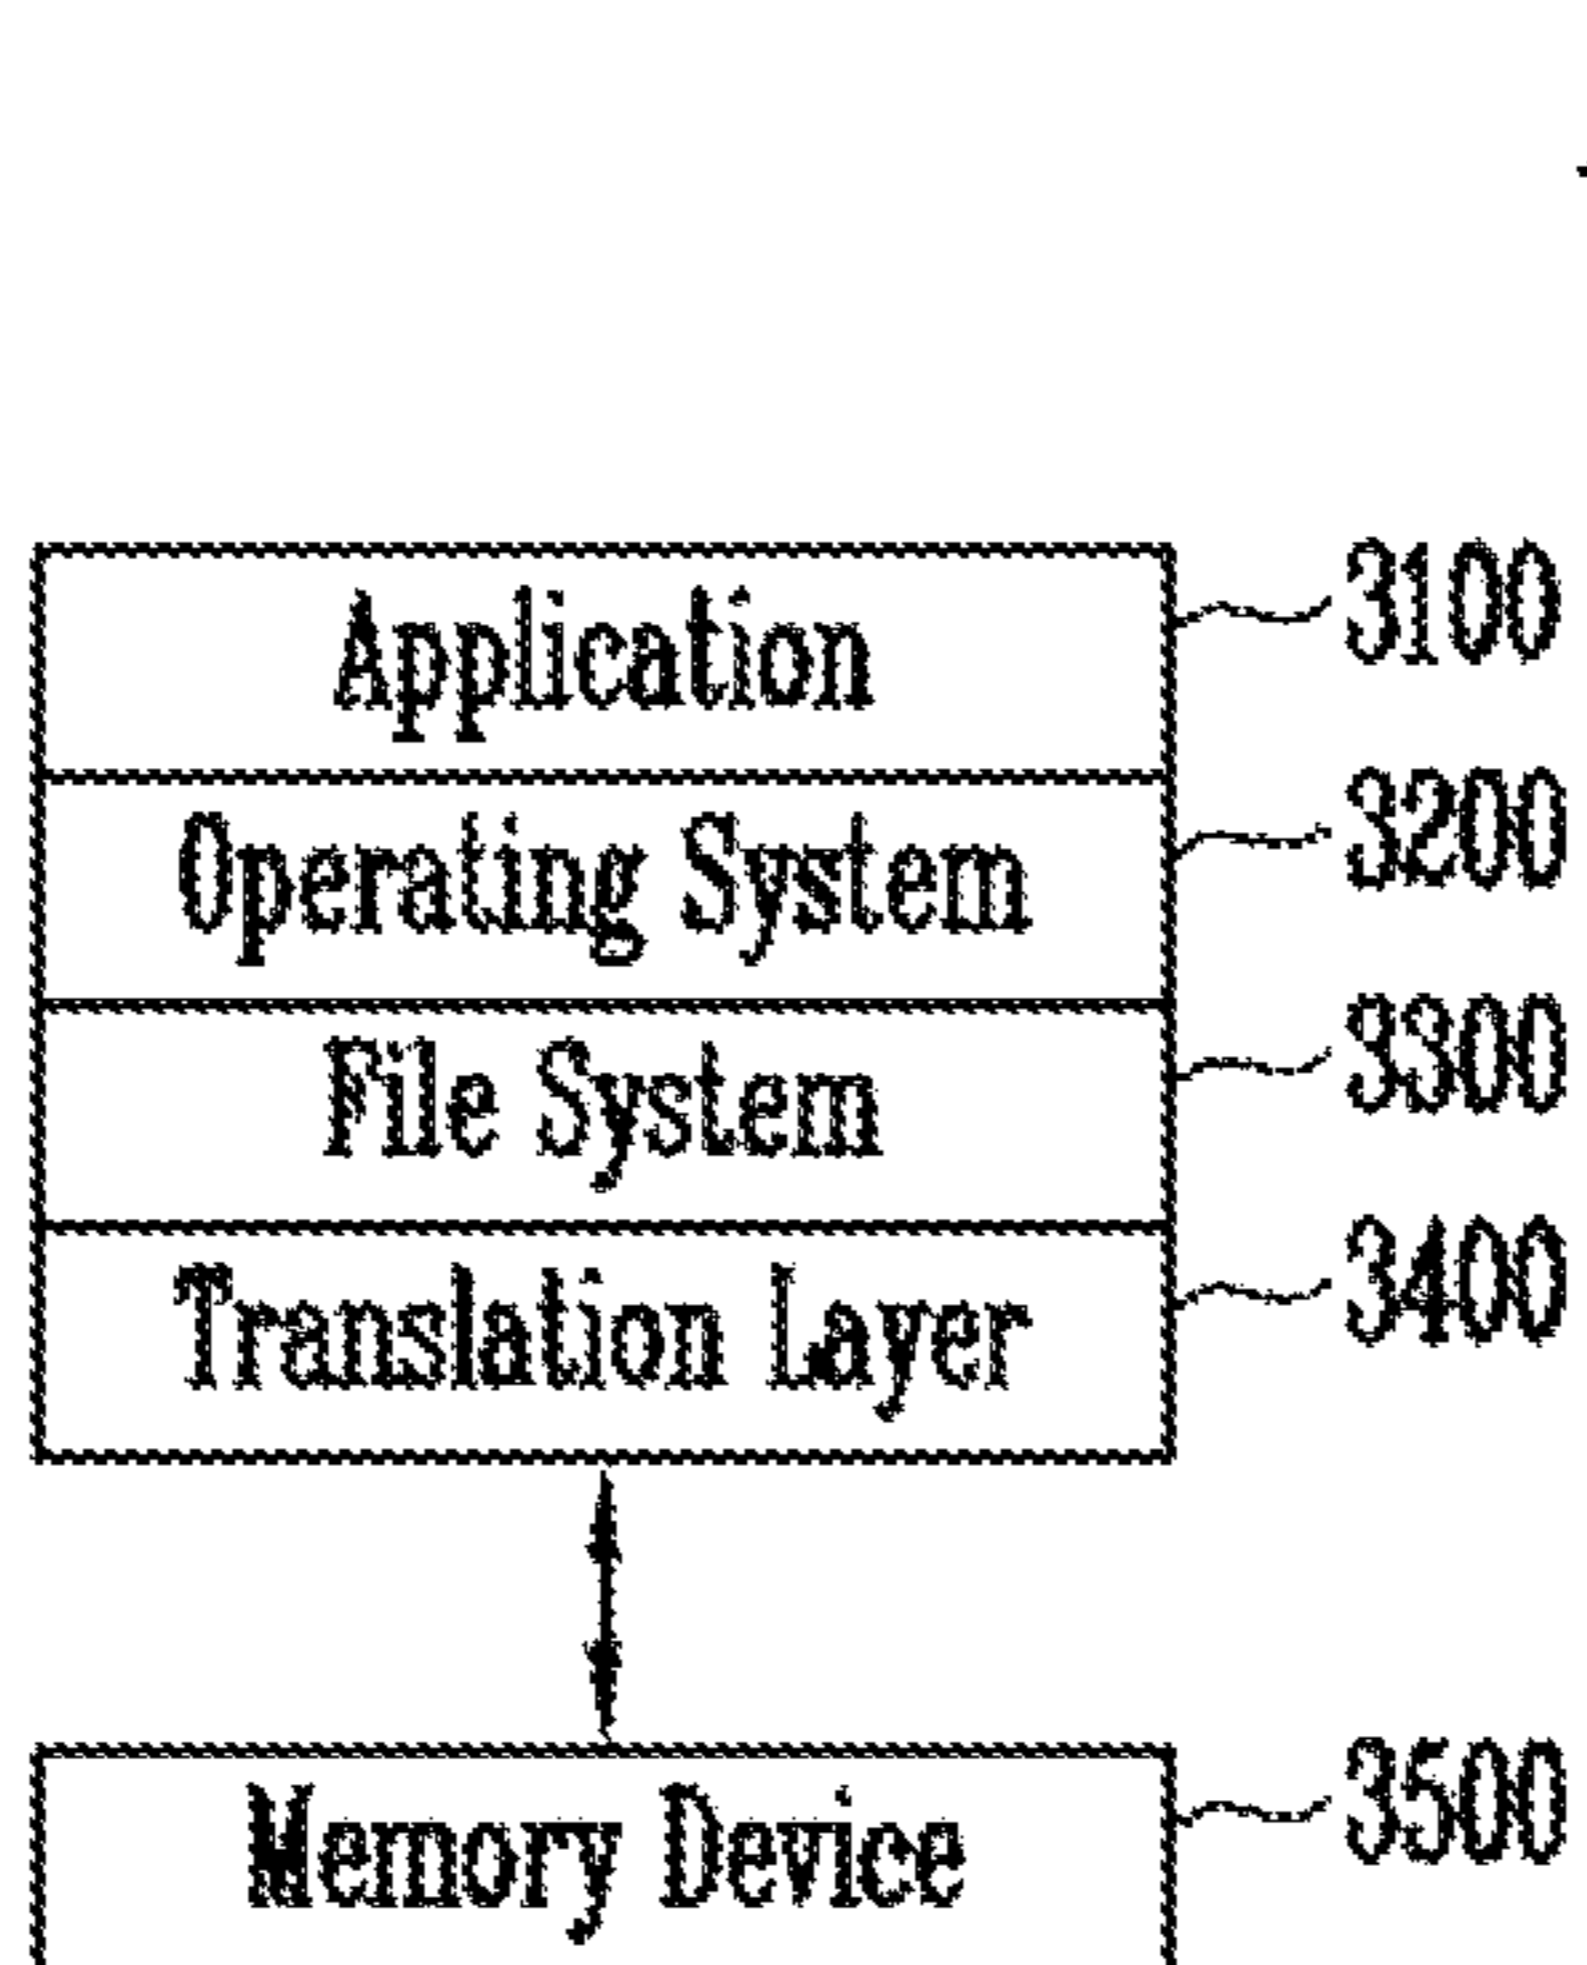 Application 3100
Operating System 3200
File System 3300
Translation Layer 3400
Memory Device 3500